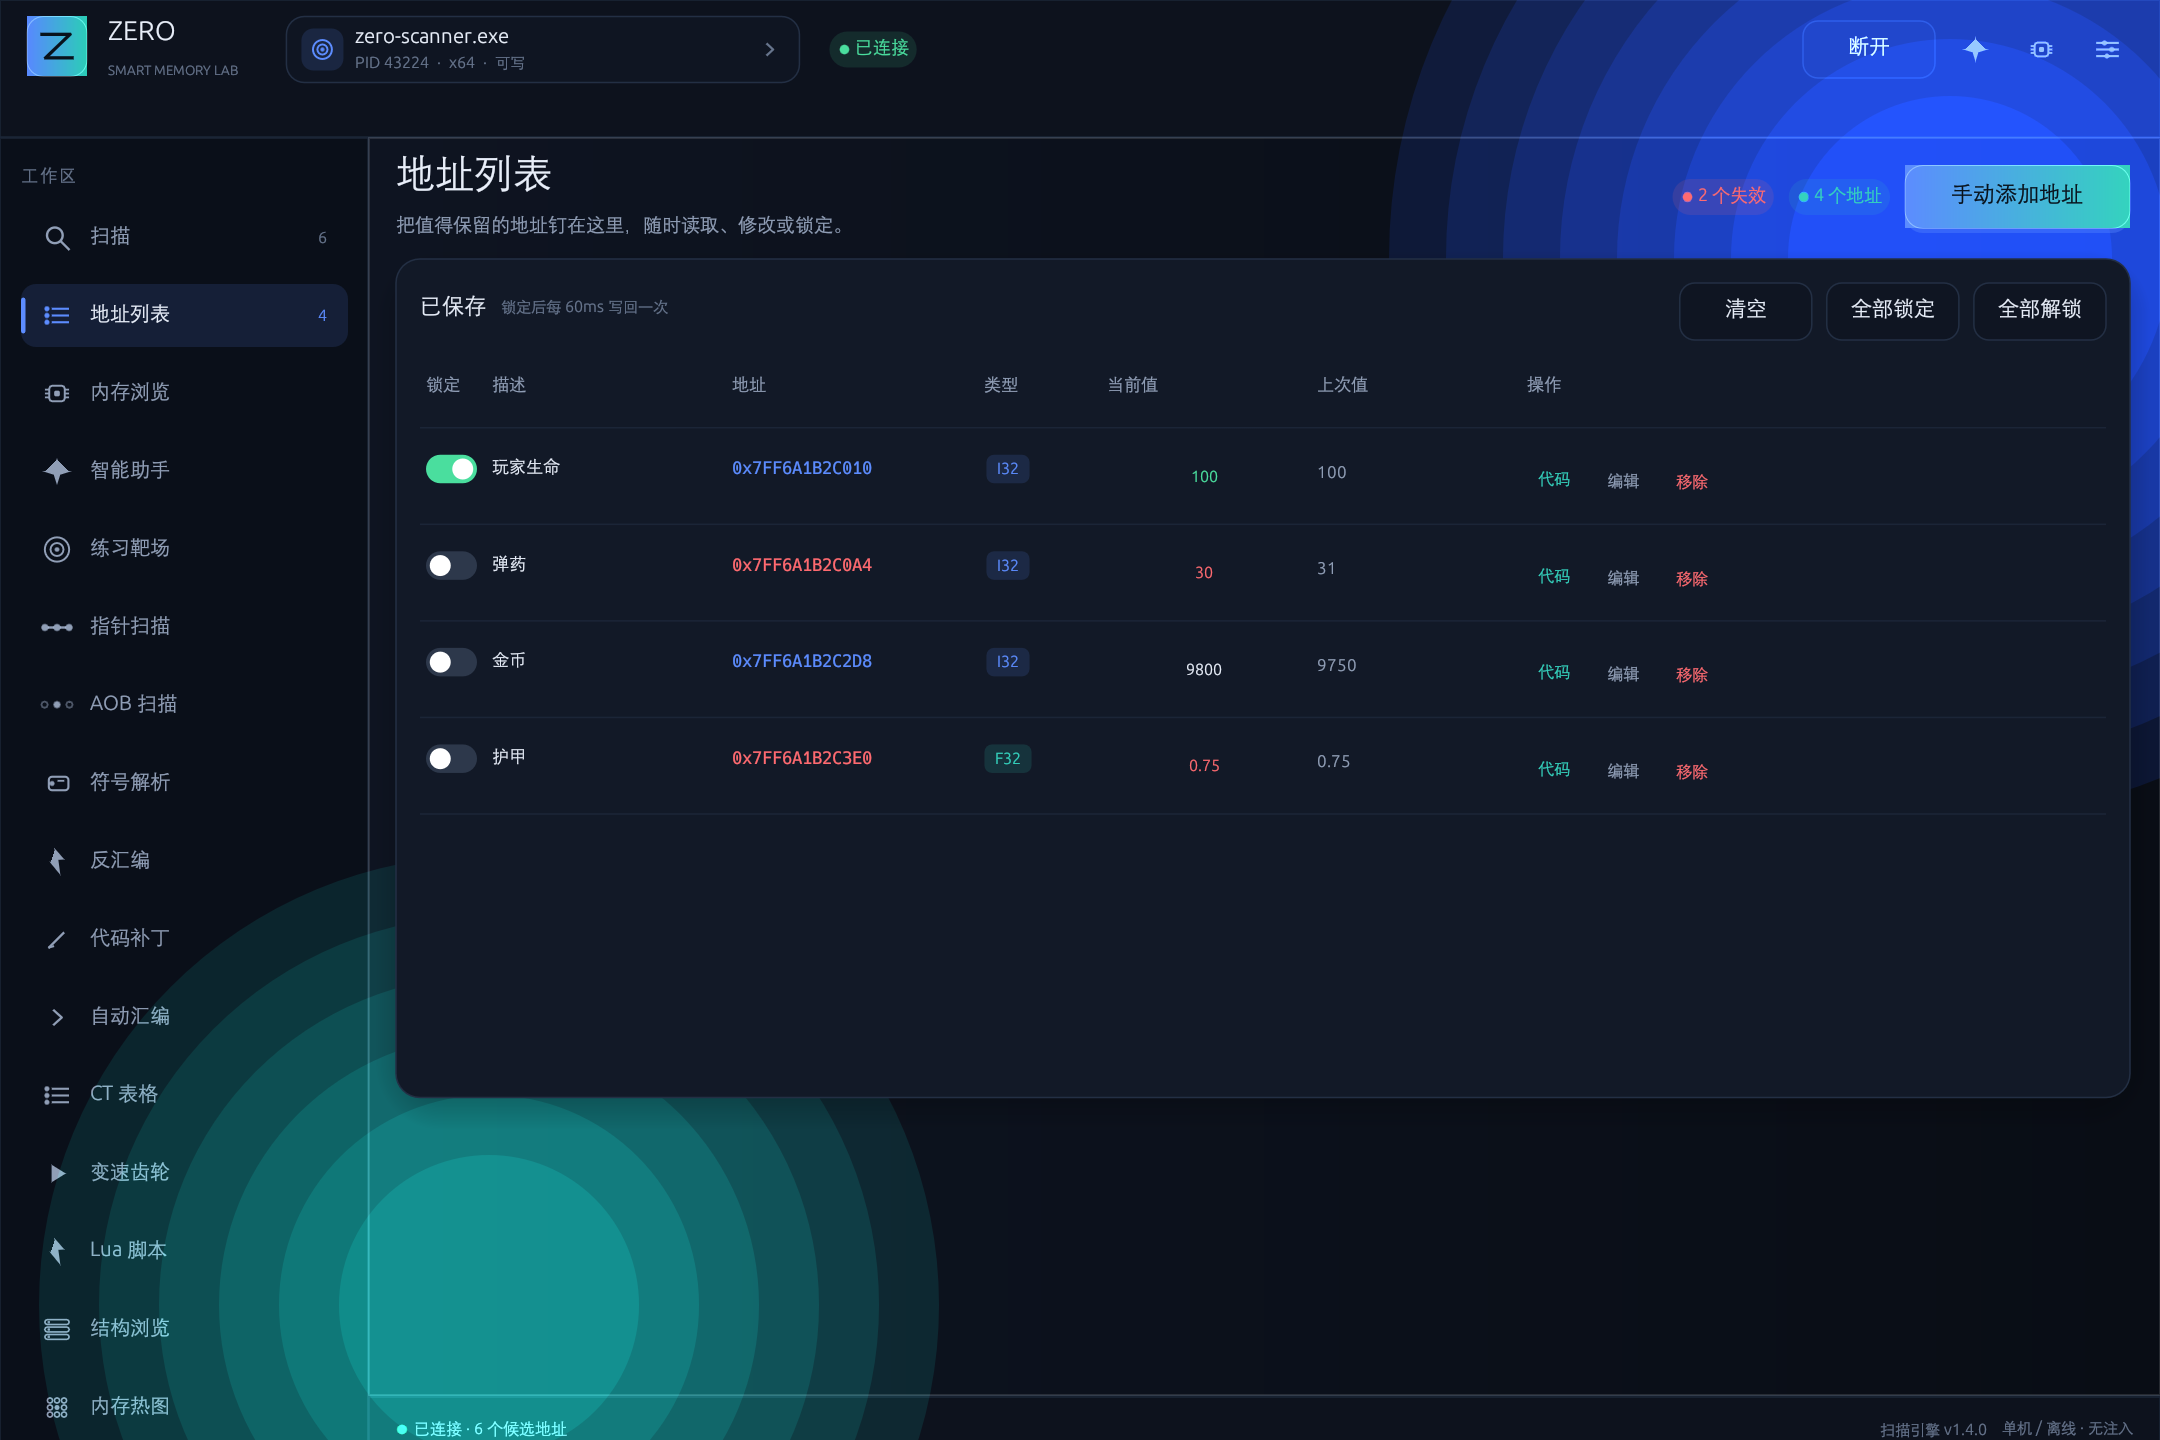 ZERO
SMART MEMORY LAB
zero-scanner.exe
PID 43224 · x64 · 可写
已连接
断开
工作区
扫描 6
地址列表 4
内存浏览
智能助手
练习靶场
指针扫描
AOB 扫描
符号解析
反汇编
代码补丁
自动汇编
CT 表格
变速齿轮
Lua 脚本
结构浏览
内存热图
地址列表
把值得保留的地址钉在这里，随时读取、修改或锁定。
2 个失效
4 个地址
手动添加地址
已保存 锁定后每 60ms 写回一次
清空
全部锁定
全部解锁
锁定 描述 地址 类型 当前值 上次值 操作
玩家生命 0x7FF6A1B2C010 I32 100 100 代码 编辑 移除
弹药 0x7FF6A1B2C0A4 I32 30 31 代码 编辑 移除
金币 0x7FF6A1B2C2D8 I32 9800 9750 代码 编辑 移除
护甲 0x7FF6A1B2C3E0 F32 0.75 0.75 代码 编辑 移除
已连接 · 6 个候选地址
扫描引擎 v1.4.0 单机 / 离线 · 无注入